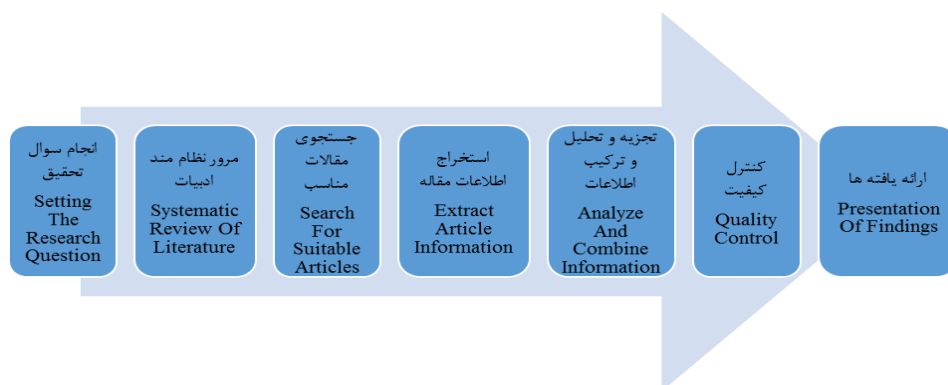 انجام سوال
تحقیق
Setting
The
Research
Question
مرور نظام مند
ادبیات
Systematic
Review Of
Literature
جستجوی
مقالات
مناسب
Search
For
Suitable
Articles
استخراج
اطلاعات مقاله
Extract
Article
Information
تجزیه و تحلیل
و ترکیب
اطلاعات
Analyze
And
Combine
Information
کنترل
کیفیت
Quality
Control
ارائه یافته ها
Presentation
Of Findings